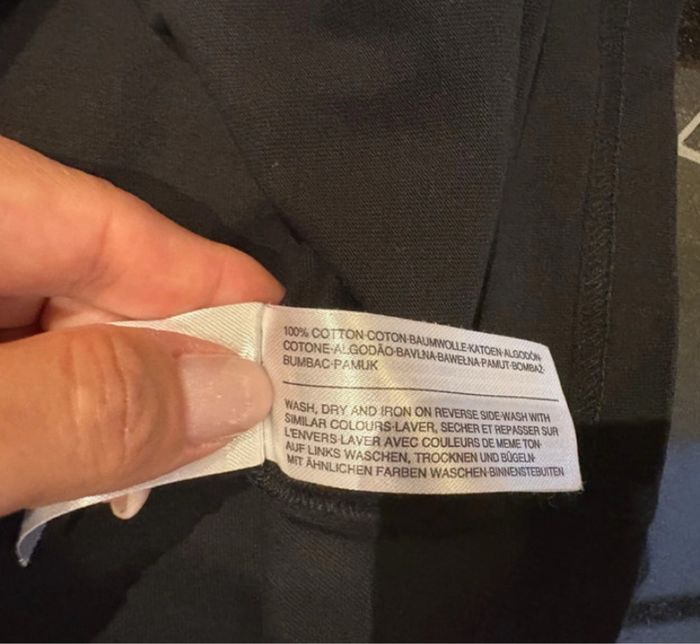 100% COTTON-COTON-BAUMWOLLE-KATOEN-ALGODÓN-
COTONE-ALGODÃO-BAVLNA-BAWEŁNA-PAMUT-BOMBAŽ-
BUMBAC-PAMUK
WASH, DRY AND IRON ON REVERSE SIDE-WASH WITH
SIMILAR COLOURS-LAVER, SECHER ET REPASSER SUR
L'ENVERS-LAVER AVEC COULEURS DE MEME TON-
AUF LINKS WASCHEN, TROCKNEN UND BÜGELN-
MIT ÄHNLICHEN FARBEN WASCHEN-BINNENSTEBUITEN